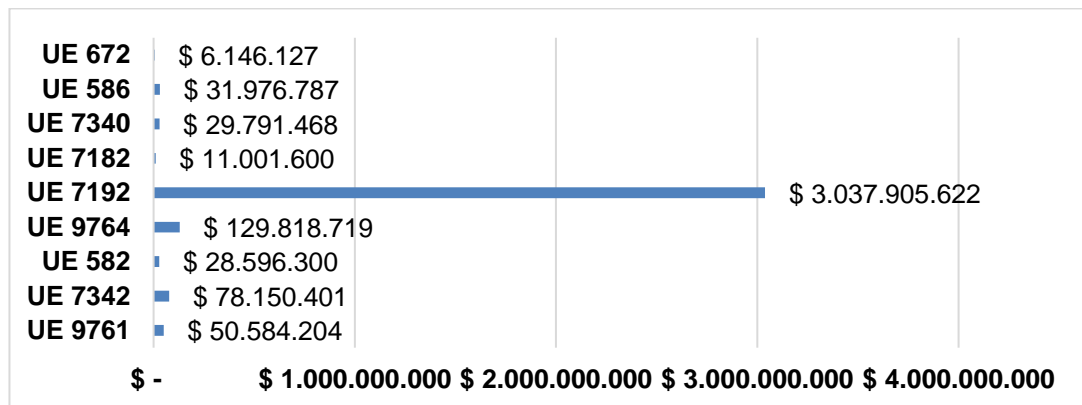 UE 672 $ 6.146.127
UE 586 $ 31.976.787
UE 7340 $ 29.791.468
UE 7182 $ 11.001.600
UE 7192 $ 3.037.905.622
UE 9764 $ 129.818.719
UE 582 $ 28.596.300
UE 7342 $ 78.150.401
UE 9761 $ 50.584.204
$ - $ 1.000.000.000 $ 2.000.000.000 $ 3.000.000.000 $ 4.000.000.000